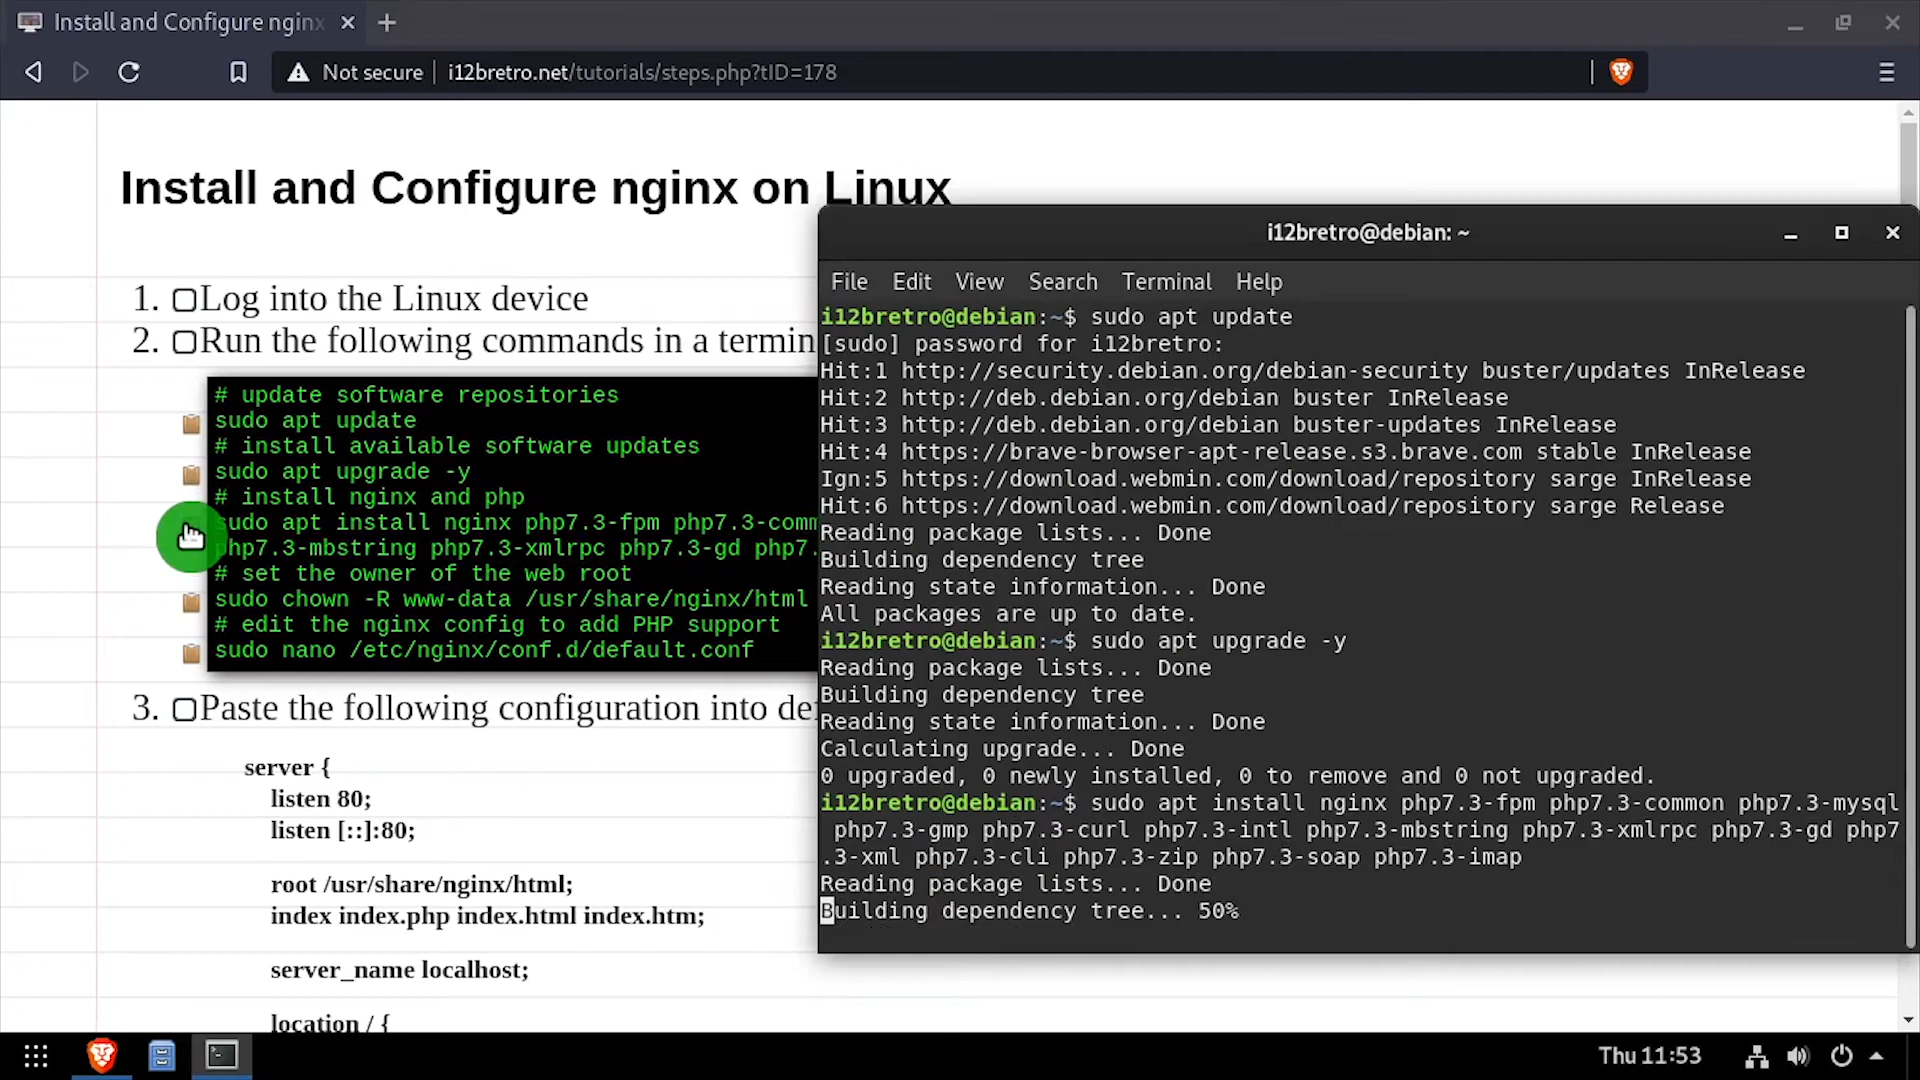 Install and Configure nginx
Not secure
i12bretro.net/tutorials/steps.php?tID=178
Install and Configure nginx on Linux
1. Log into the Linux device
2. Run the following commands in a termin
# update software repositories
sudo apt update
# install available software updates
sudo apt upgrade -y
# install nginx and php
sudo apt install nginx php7.3-fpm php7.3-comm
php7.3-mbstring php7.3-xmlrpc php7.3-gd php7.
# set the owner of the web root
sudo chown -R www-data /usr/share/nginx/html
# edit the nginx config to add PHP support
sudo nano /etc/nginx/conf.d/default.conf
3. Paste the following configuration into de
server {
listen 80;
listen [::]:80;
root /usr/share/nginx/html;
index index.php index.html index.htm;
server_name localhost;
location / {
i12bretro@debian: ~
File Edit View Search Terminal Help
i12bretro@debian:~$ sudo apt update
[sudo] password for i12bretro:
Hit:1 http://security.debian.org/debian-security buster/updates InRelease
Hit:2 http://deb.debian.org/debian buster InRelease
Hit:3 http://deb.debian.org/debian buster-updates InRelease
Hit:4 https://brave-browser-apt-release.s3.brave.com stable InRelease
Ign:5 https://download.webmin.com/download/repository sarge InRelease
Hit:6 https://download.webmin.com/download/repository sarge Release
Reading package lists... Done
Building dependency tree
Reading state information... Done
All packages are up to date.
i12bretro@debian:~$ sudo apt upgrade -y
Reading package lists... Done
Building dependency tree
Reading state information... Done
Calculating upgrade... Done
0 upgraded, 0 newly installed, 0 to remove and 0 not upgraded.
i12bretro@debian:~$ sudo apt install nginx php7.3-fpm php7.3-common php7.3-mysql
php7.3-gmp php7.3-curl php7.3-intl php7.3-mbstring php7.3-xmlrpc php7.3-gd php7
.3-xml php7.3-cli php7.3-zip php7.3-soap php7.3-imap
Reading package lists... Done
Building dependency tree... 50%
Thu 11:53